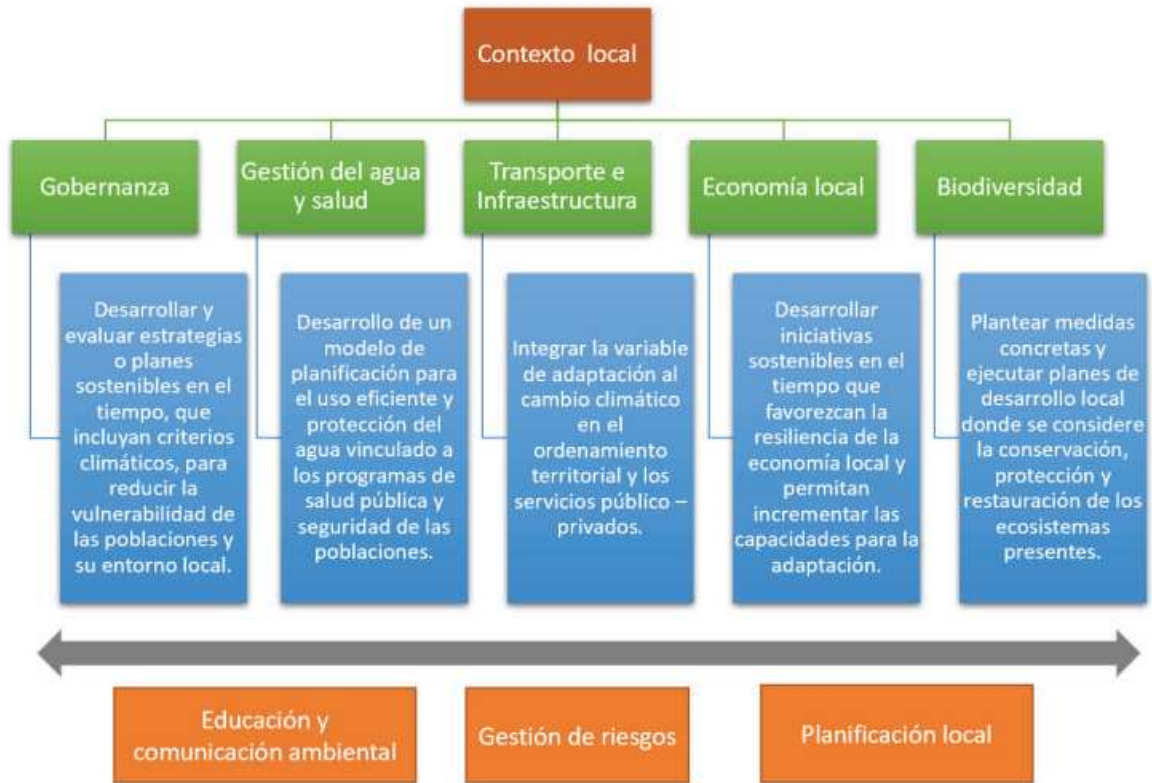 Contexto local
Gobernanza
Gestión del agua
y salud
Transporte e
Infraestructura
Economía local
Biodiversidad
Desarrollar y
evaluar estrategias
o planes
sostenibles en el
tiempo, que
incluyan criterios
climáticos, para
reducir la
vulnerabilidad de
las poblaciones y
su entorno local.
Desarrollo de un
modelo de
planificación para
el uso eficiente y
protección del
agua vinculado a
los programas de
salud pública y
seguridad de las
poblaciones.
Integrar la variable
de adaptación al
cambio climático
en el
ordenamiento
territorial y los
servicios público –
privados.
Desarrollar
iniciativas
sostenibles en el
tiempo que
favorezcan la
resiliencia de la
economía local y
permitan
incrementar las
capacidades para la
adaptación.
Plantear medidas
concretas y
ejecutar planes de
desarrollo local
donde se considere
la conservación,
protección y
restauración de los
ecosistemas
presentes.
Educación y
comunicación ambiental
Gestión de riesgos
Planificación local